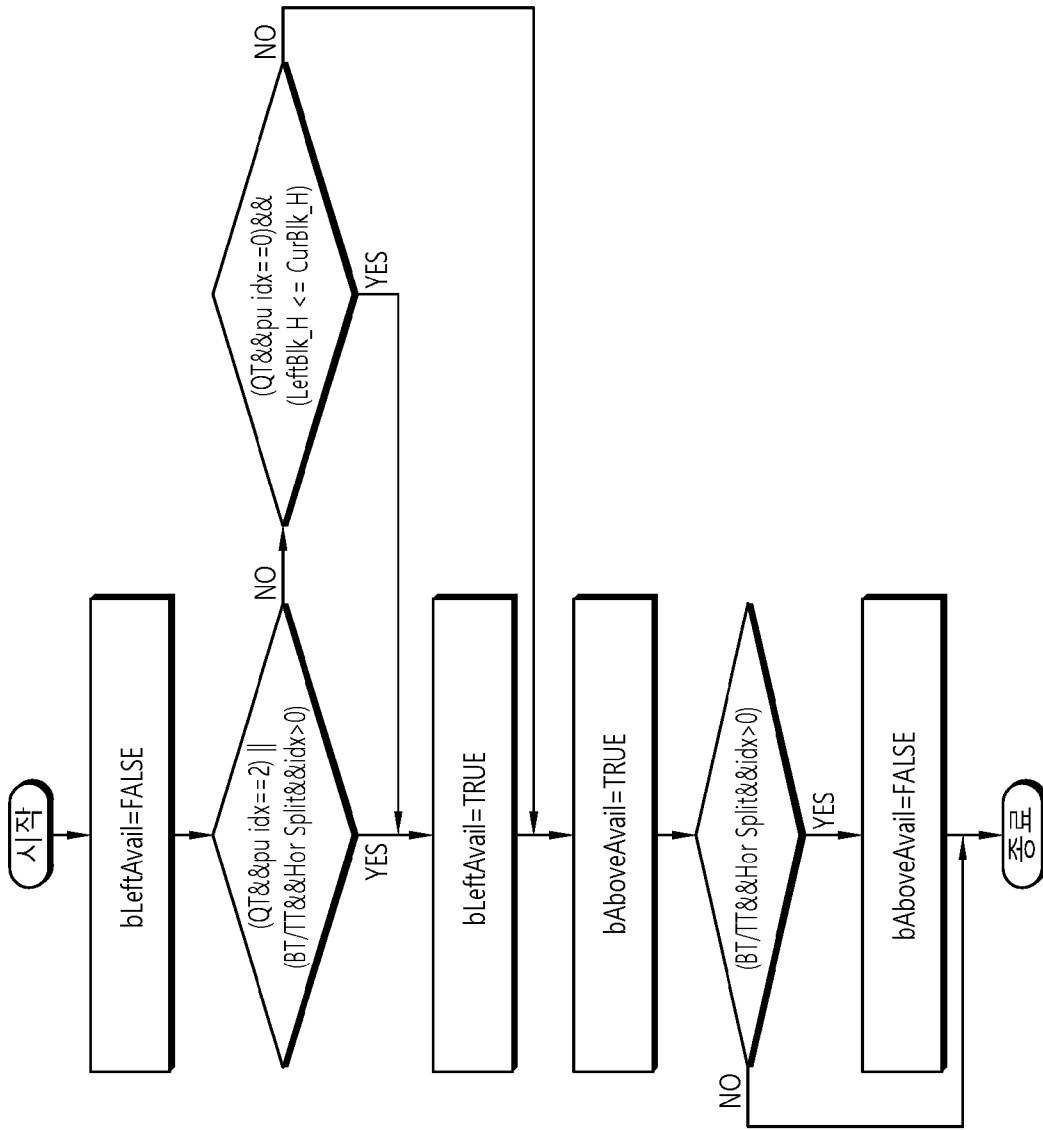 시작
bLeftAvail=FALSE
(QT&&pu idx==2) ||
(BT/TT&&Hor Split&&idx>0)
NO
YES
(QT&&pu idx==0)&&
(LeftBlk_H <= CurBlk_H)
NO
YES
bLeftAvail=TRUE
bAboveAvail=TRUE
(BT/TT&&Hor Split&&idx>0)
NO
YES
bAboveAvail=FALSE
종료